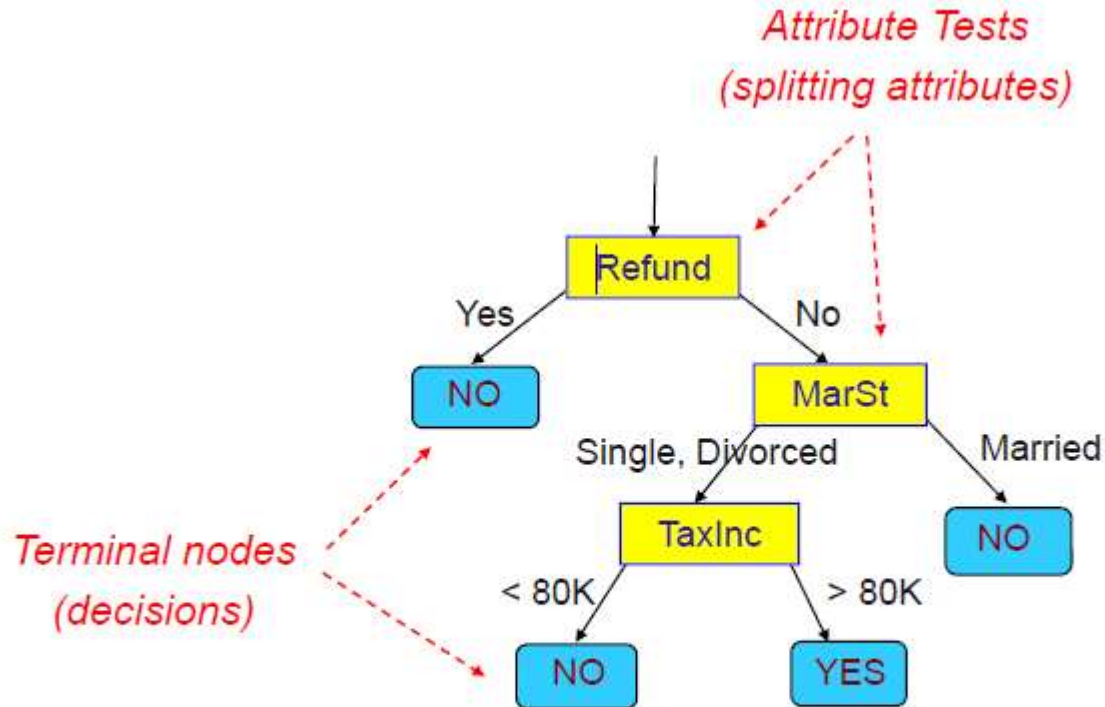 Attribute Tests
(splitting attributes)
Refund
Yes
No
NO
MarSt
Single, Divorced
Married
TaxInc
NO
Terminal nodes
(decisions)
< 80K
> 80K
NO
YES